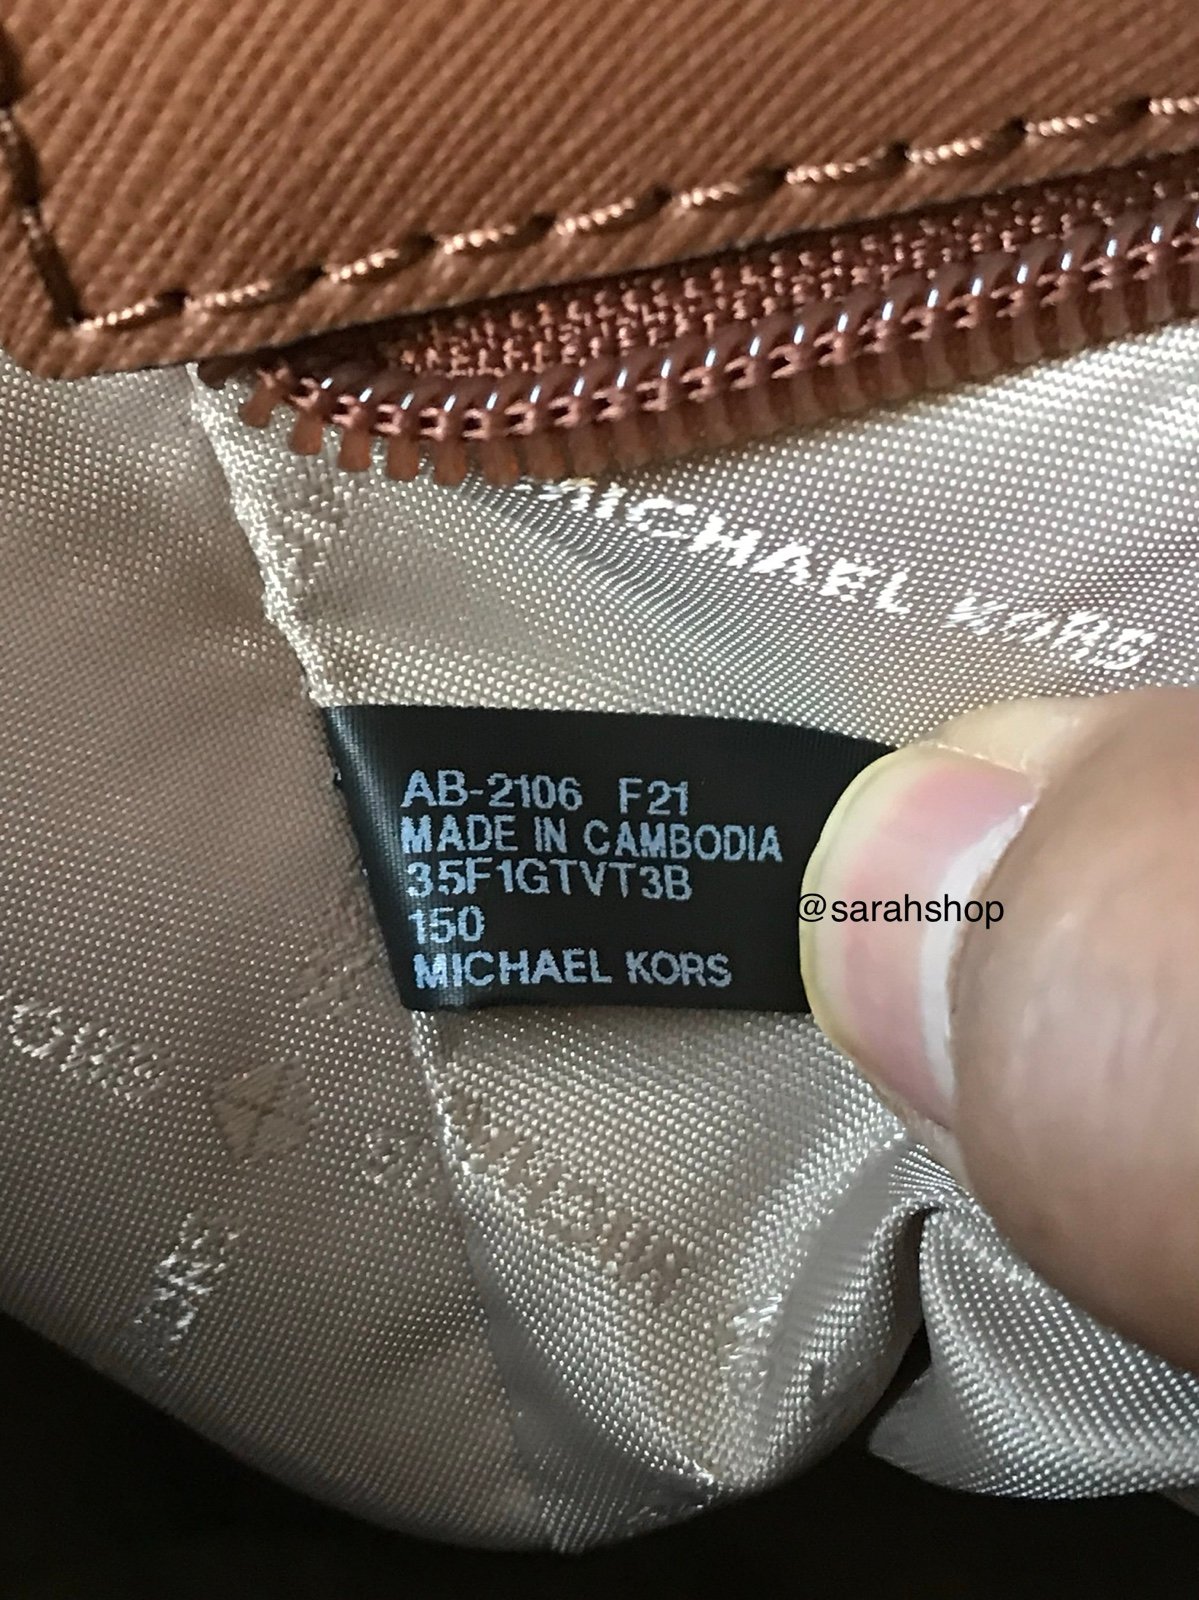 MICHAEL KORS
AB-2106 F21
MADE IN CAMBODIA
35F1GTVT3B
150
MICHAEL KORS
@sarahshop